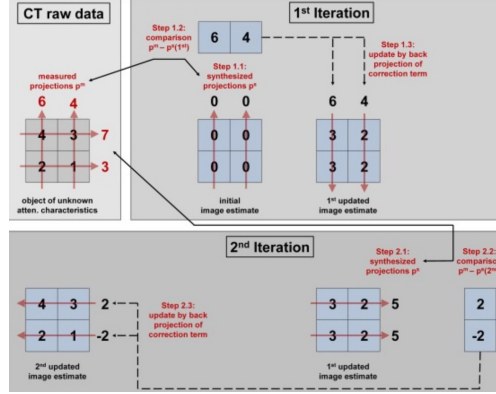 CT raw data
measured
projections pᵐ
6 4
4 3 7
2 1 3
object of unknown
atten. characteristics
1st Iteration
Step 1.2:
comparison
pᵐ – pˢ(1ˢᵗ)
6 4
Step 1.1:
synthesized
projections pˢ
0 0
0 0
0 0
initial
image estimate
Step 1.3:
update by back
projection of
correction term
6 4
3 2
3 2
1ˢᵗ updated
image estimate
2nd Iteration
4 3 2
2 1 -2
2ⁿᵈ updated
image estimate
Step 2.3:
update by back
projection of
correction term
Step 2.1:
synthesized
projections pˢ
3 2 5
3 2 5
1ˢᵗ updated
image estimate
Step 2.2:
2
-2